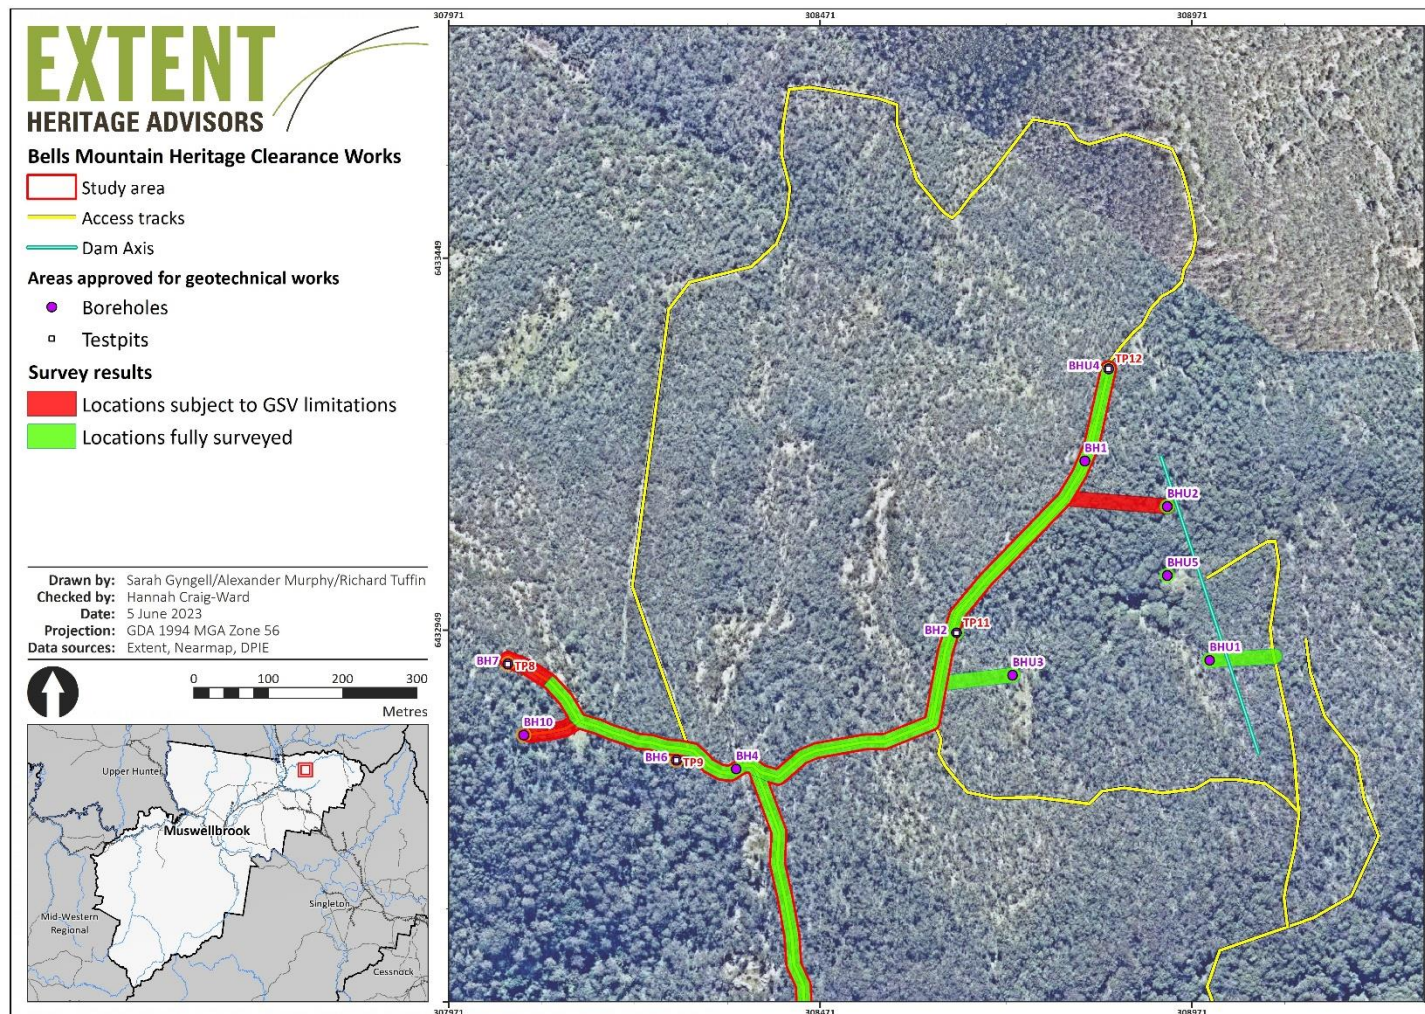 EXTENT
HERITAGE ADVISORS
Bells Mountain Heritage Clearance Works
Study area
Access tracks
Dam Axis
Areas approved for geotechnical works
Boreholes
Testpits
Survey results
Locations subject to GSV limitations
Locations fully surveyed
Drawn by: Sarah Gyngell/Alexander Murphy/Richard Tuffin
Checked by: Hannah Craig-Ward
Date: 5 June 2023
Projection: GDA 1994 MGA Zone 56
Data sources: Extent, Nearmap, DPIE
0 100 200 300
Metres
Upper Hunter
Muswellbrook
Singleton
Mid-Western
Regional
Cessnock
307971 308471 308971
6433449
6432949
BHU4 TP12
BH1
BHU2
BHU5
BH2 TP11
BHU1
BH7 TP8
BHU3
BH10
BH6 TP9
BH4
307971 308471 308971